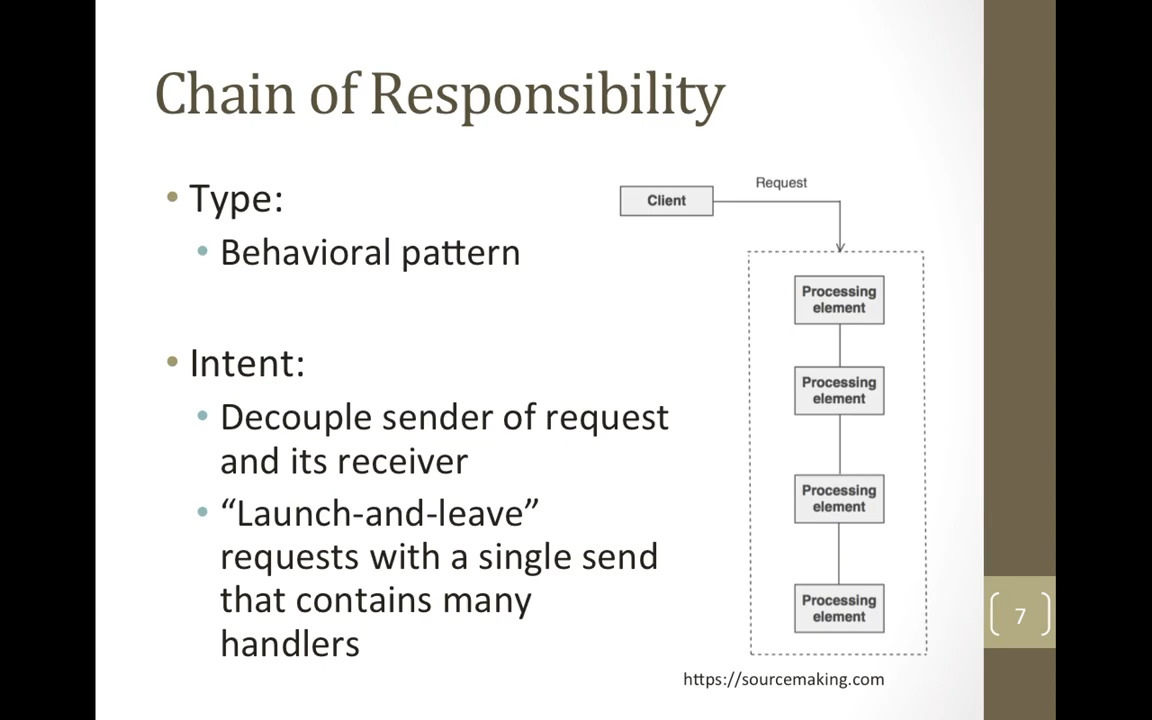 Chain of Responsibility
• Type:
• Behavioral pattern
• Intent:
• Decouple sender of request
and its receiver
• “Launch-and-leave”
requests with a single send
that contains many
handlers
Request
Client
Processing
element
Processing
element
Processing
element
Processing
element
https://sourcemaking.com
7